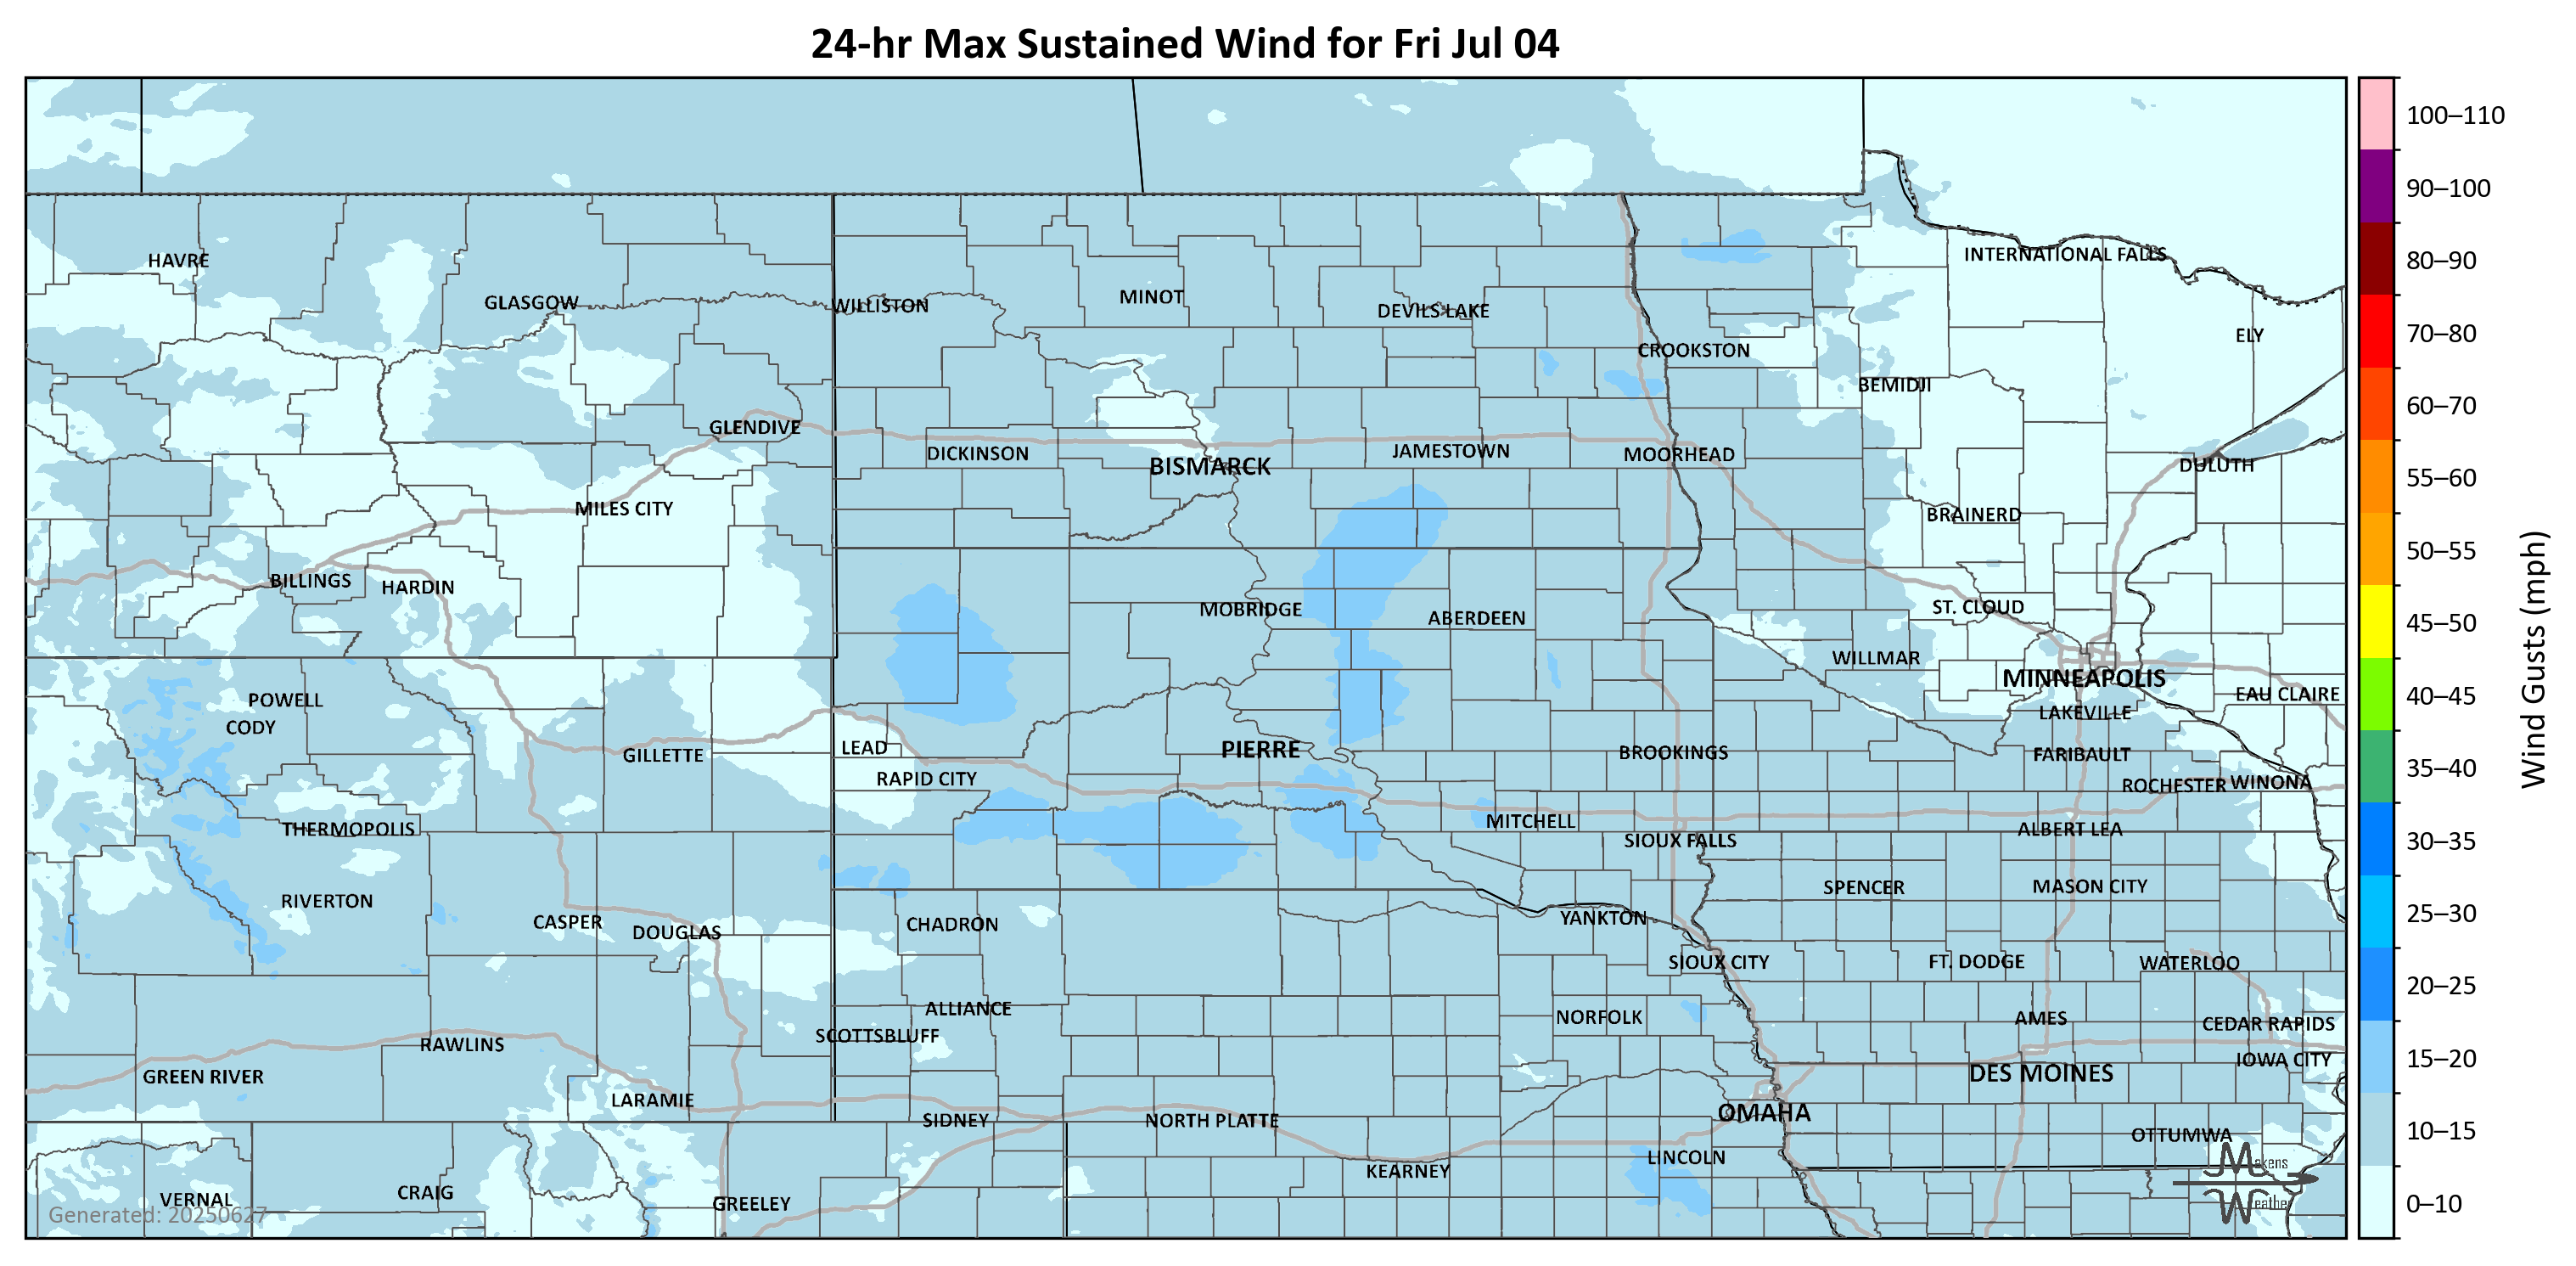 24-hr Max Sustained Wind for Fri Jul 04
100–110
90–100
80–90
70–80
60–70
55–60
50–55
45–50
40–45
35–40
30–35
25–30
20–25
15–20
10–15
0–10
Wind Gusts (mph)
HAVRE
INTERNATIONAL FALLS
GLASGOW
WILLISTON
MINOT
DEVILS LAKE
ELY
CROOKSTON
BEMIDJI
GLENDIVE
DICKINSON
BISMARCK
JAMESTOWN
MOORHEAD
DULUTH
MILES CITY
BRAINERD
BILLINGS
HARDIN
MOBRIDGE
ABERDEEN
ST. CLOUD
WILLMAR
MINNEAPOLIS
POWELL
EAU CLAIRE
CODY
LAKEVILLE
GILLETTE
LEAD
PIERRE
BROOKINGS
FARIBAULT
RAPID CITY
ROCHESTER
WINONA
THERMOPOLIS
MITCHELL
SIOUX FALLS
ALBERT LEA
RIVERTON
SPENCER
MASON CITY
CASPER
DOUGLAS
CHADRON
YANKTON
SIOUX CITY
FT. DODGE
WATERLOO
ALLIANCE
NORFOLK
AMES
CEDAR RAPIDS
SCOTTSBLUFF
RAWLINS
IOWA CITY
GREEN RIVER
DES MOINES
LARAMIE
SIDNEY
NORTH PLATTE
OMAHA
OTTUMWA
LINCOLN
KEARNEY
VERNAL
CRAIG
GREELEY
Makens
Weather
Generated: 20250627